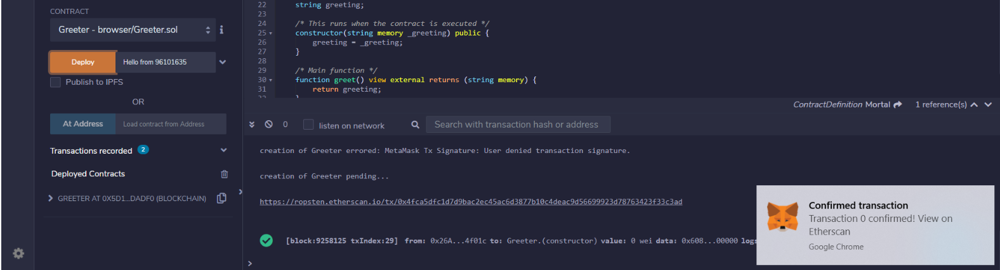 CONTRACT
Greeter - browser/Greeter.sol
i
Deploy
Hello from 96101635
Publish to IPFS
OR
At Address
Load contract from Address
Transactions recorded 2
Deployed Contracts
GREETER AT 0X5D1...DADF0 (BLOCKCHAIN)
22 string greeting;
23
24 /* This runs when the contract is executed */
25 constructor(string memory _greeting) public {
26 greeting = _greeting;
27 }
28
29 /* Main function */
30 function greet() view external returns (string memory) {
31 return greeting;
32 }
ContractDefinition Mortal 1 reference(s)
0 listen on network Search with transaction hash or address
creation of Greeter errored: MetaMask Tx Signature: User denied transaction signature.
creation of Greeter pending...
https://ropsten.etherscan.io/tx/0x4fca5dfc1d7d9bac2ec45ac6d3877b10c4deac9d56699923d78763423f33c3ad
[block:9258125 txIndex:29] from: 0x26A...4f01c to: Greeter.(constructor) value: 0 wei data: 0x608...00000 logs
>
Confirmed transaction
Transaction 0 confirmed! View on
Etherscan
Google Chrome